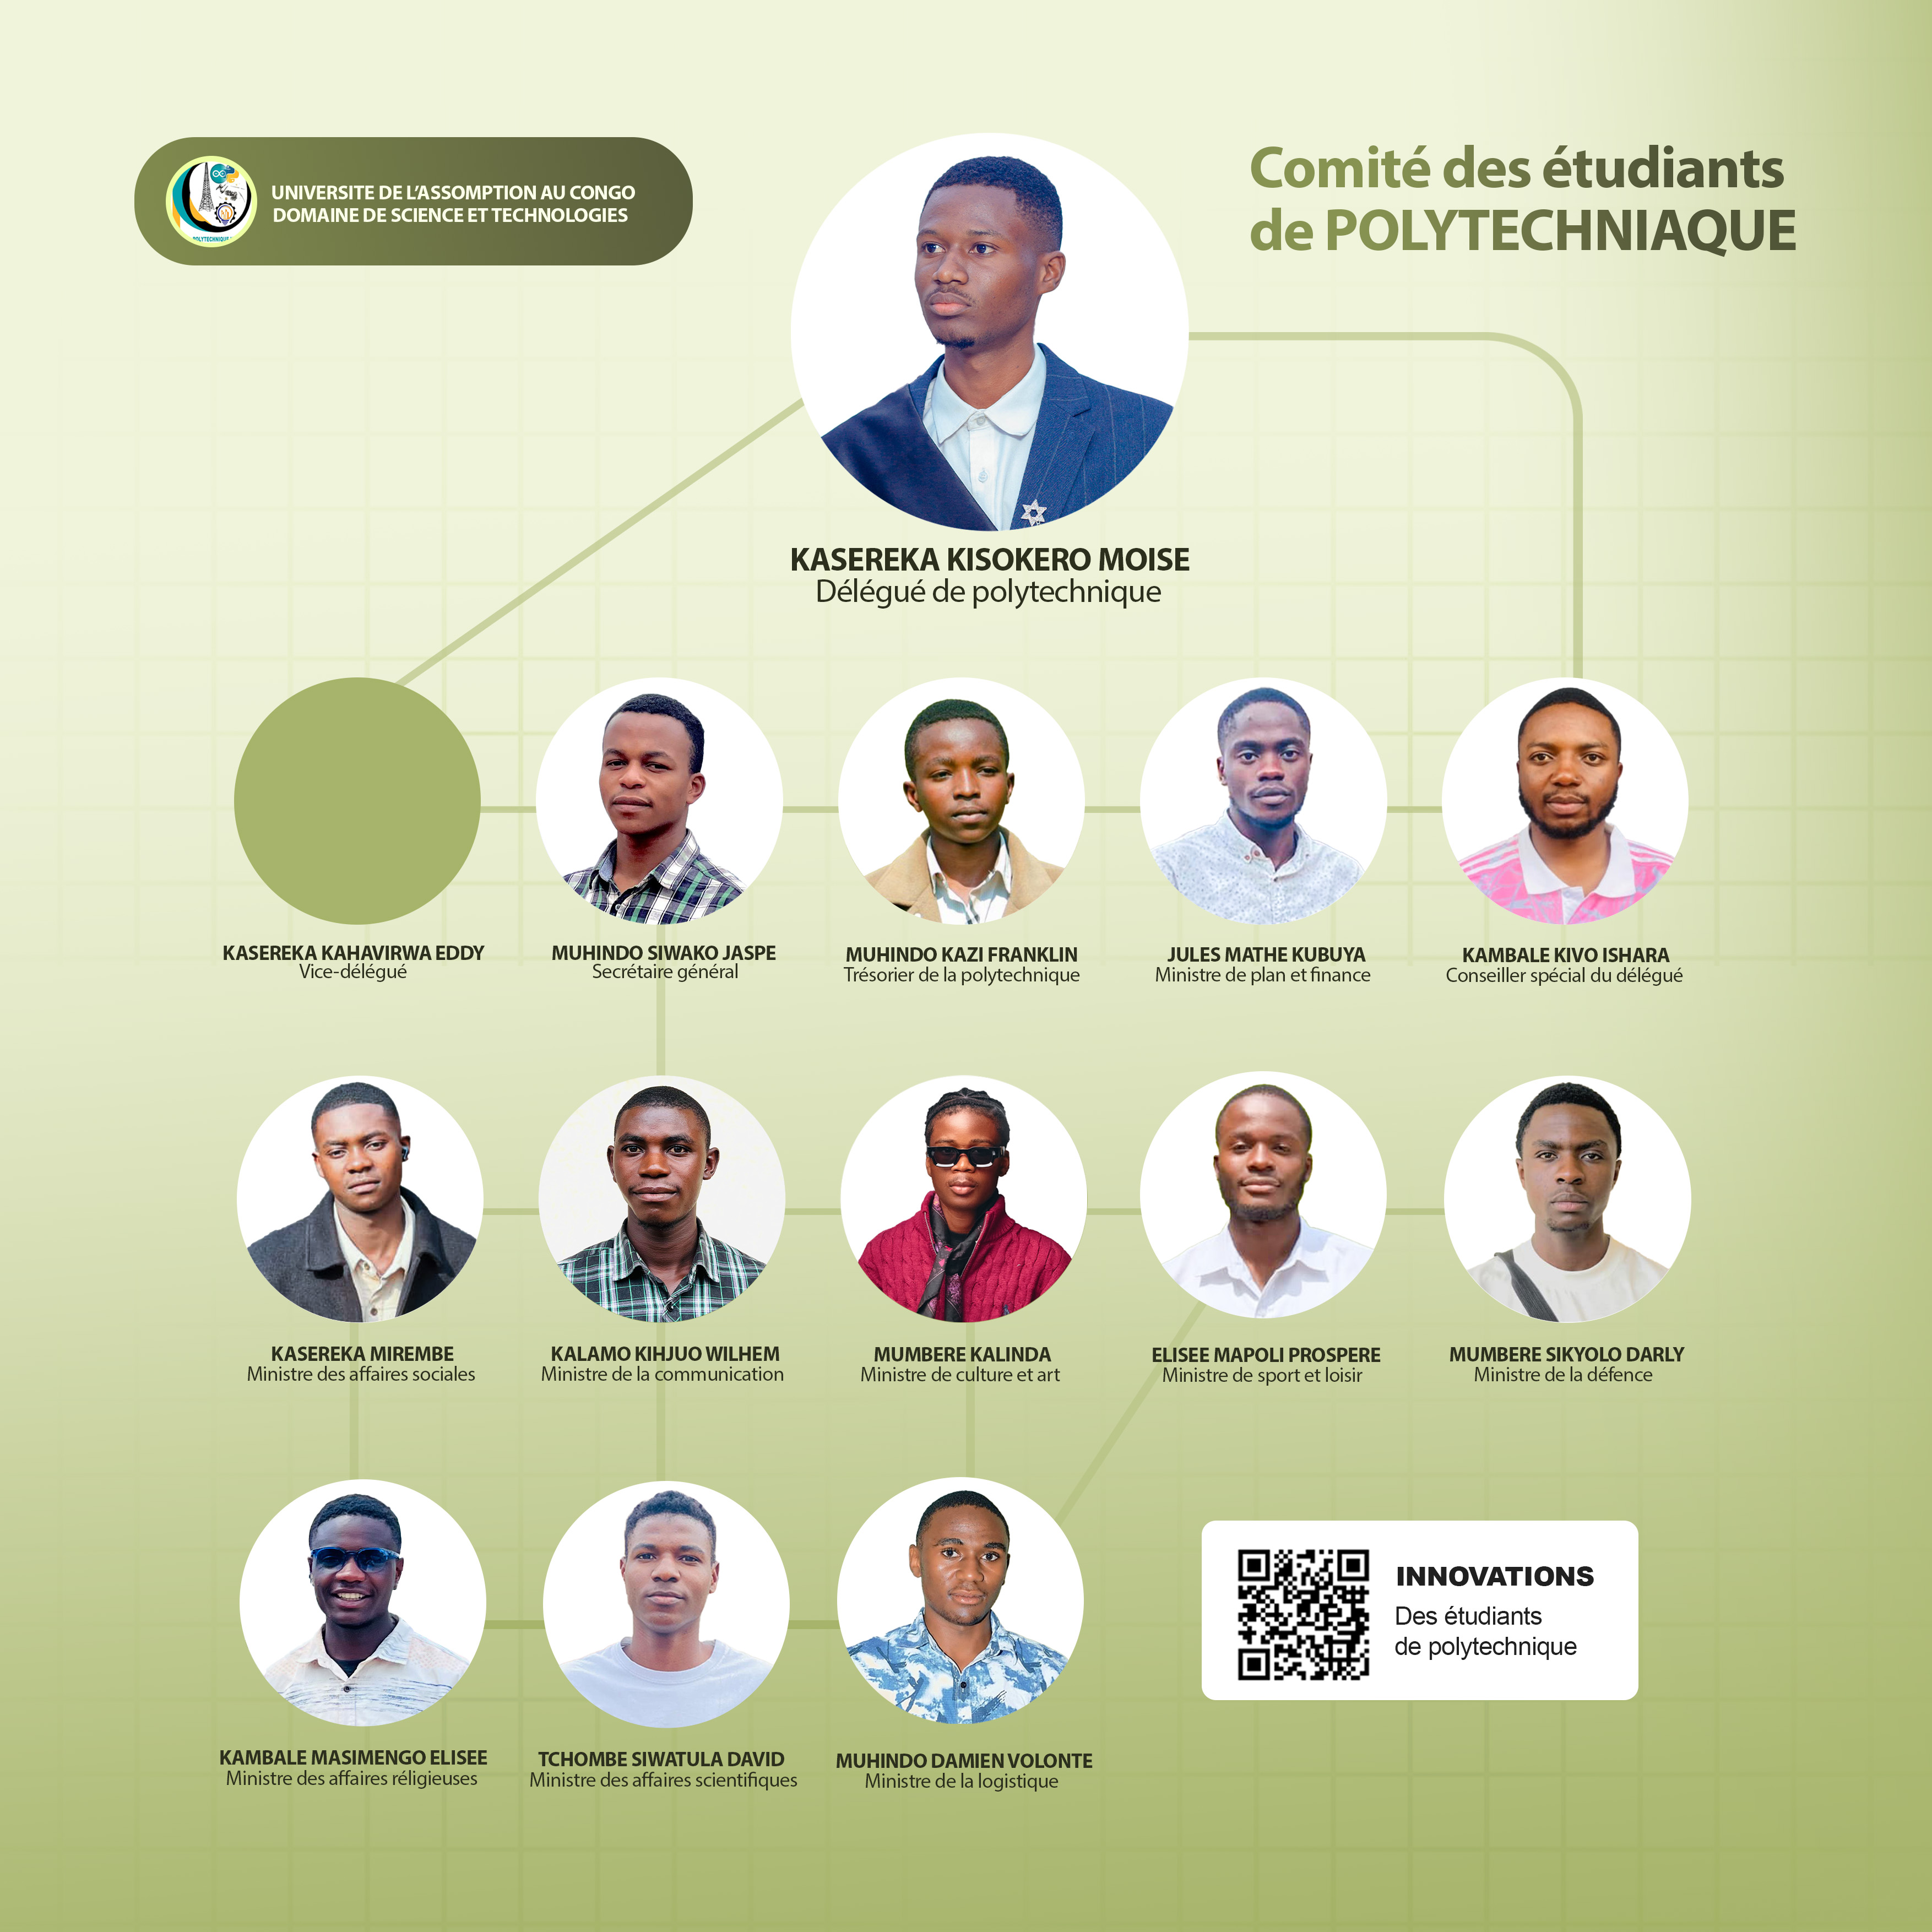 UNIVERSITE DE L'ASSOMPTION AU CONGO
DOMAINE DE SCIENCE ET TECHNOLOGIES
POLYTECHNIQUE
Comité des étudiants
de POLYTECHNIAQUE
KASEREKA KISOKERO MOISE
Délégué de polytechnique
KASEREKA KAHAVIRWA EDDY
Vice-délégué
MUHINDO SIWAKO JASPE
Secrétaire général
MUHINDO KAZI FRANKLIN
Trésorier de la polytechnique
JULES MATHE KUBUYA
Ministre de plan et finance
KAMBALE KIVO ISHARA
Conseiller spécial du délégué
KASEREKA MIREMBE
Ministre des affaires sociales
KALAMO KIHJUO WILHEM
Ministre de la communication
MUMBERE KALINDA
Ministre de culture et art
ELISEE MAPOLI PROSPERE
Ministre de sport et loisir
MUMBERE SIKYOLO DARLY
Ministre de la défence
KAMBALE MASIMENGO ELISEE
Ministre des affaires réligieuses
TCHOMBE SIWATULA DAVID
Ministre des affaires scientifiques
MUHINDO DAMIEN VOLONTE
Ministre de la logistique
INNOVATIONS
Des étudiants
de polytechnique